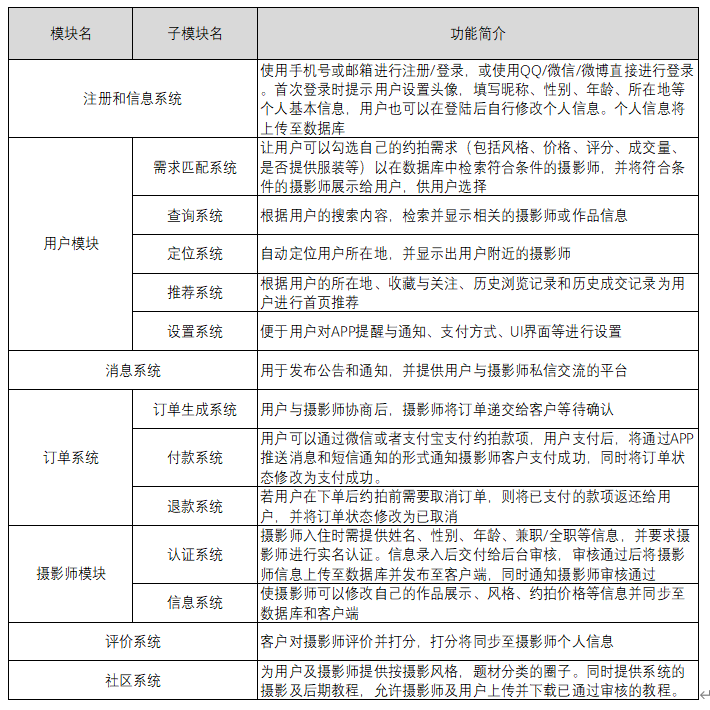 模块名 子模块名 功能简介
注册和信息系统
使用手机号或邮箱进行注册/登录，或使用QQ/微信/微博直接进行登录
。首次登录时提示用户设置头像，填写昵称、性别、年龄、所在地等
个人基本信息，用户也可以在登陆后自行修改个人信息。个人信息将
上传至数据库
用户模块
需求匹配系统
让用户可以勾选自己的约拍需求（包括风格、价格、评分、成交量、
是否提供服装等）以在数据库中检索符合条件的摄影师，并将符合条
件的摄影师展示给用户，供用户选择
查询系统
根据用户的搜索内容，检索并显示相关的摄影师或作品信息
定位系统
自动定位用户所在地，并显示出用户附近的摄影师
推荐系统
根据用户的所在地、收藏与关注、历史浏览记录和历史成交记录为用
户进行首页推荐
设置系统
便于用户对APP提醒与通知、支付方式、UI界面等进行设置
消息系统
用于发布公告和通知，并提供用户与摄影师私信交流的平台
订单系统
订单生成系统
用户与摄影师协商后，摄影师将订单递交给客户等待确认
付款系统
用户可以通过微信或者支付宝支付约拍款项，用户支付后，将通过APP
推送消息和短信通知的形式通知摄影师客户支付成功，同时将订单状
态修改为支付成功。
退款系统
若用户在下单后约拍前需要取消订单，则将已支付的款项返还给用
户，并将订单状态修改为已取消
摄影师模块
认证系统
摄影师入住时需提供姓名、性别、年龄、兼职/全职等信息，并要求摄
影师进行实名认证。信息录入后交付给后台审核，审核通过后将摄影
师信息上传至数据库并发布至客户端，同时通知摄影师审核通过
信息系统
使摄影师可以修改自己的作品展示、风格、约拍价格等信息并同步至
数据库和客户端
评价系统
客户对摄影师评价并打分，打分将同步至摄影师个人信息
社区系统
为用户及摄影师提供按摄影风格，题材分类的圈子。同时提供系统的
摄影及后期教程，允许摄影师及用户上传并下载已通过审核的教程。